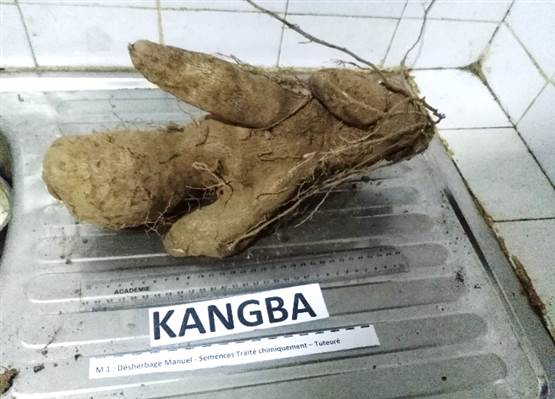 ACADEMIE
KANGBA
M 1 : Désherbage Manuel - Semences Traité chimiquement – Tuteuré